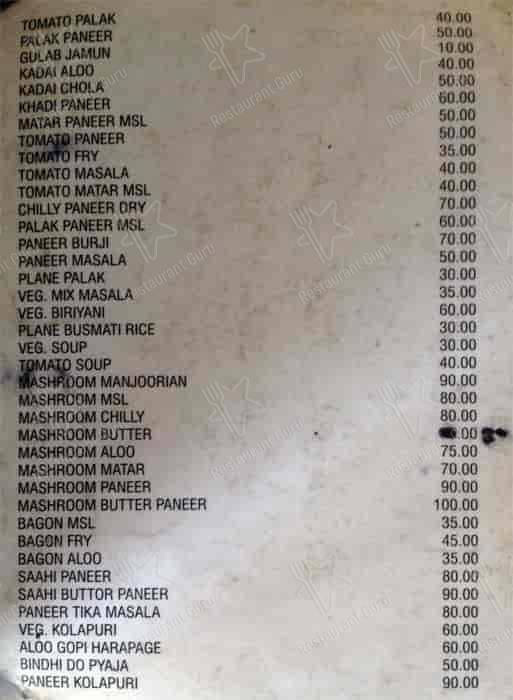 TOMATO PALAK 40.00
PALAK PANEER 50.00
GULAB JAMUN 10.00
KADAI ALOO 40.00
KADAI CHOLA 50.00
KHADI PANEER 60.00
MATAR PANEER MSL 50.00
TOMATO PANEER 50.00
TOMATO FRY 35.00
TOMATO MASALA 40.00
TOMATO MATAR MSL 40.00
CHILLY PANEER DRY 70.00
PALAK PANEER MSL 60.00
PANEER BURJI 70.00
PANEER MASALA 50.00
PLANE PALAK 30.00
VEG. MIX MASALA 35.00
VEG. BIRIYANI 60.00
PLANE BUSMATI RICE 30.00
VEG. SOUP 30.00
TOMATO SOUP 40.00
MASHROOM MANJOORIAN 90.00
MASHROOM MSL 80.00
MASHROOM CHILLY 80.00
MASHROOM BUTTER .00
MASHROOM ALOO 75.00
MASHROOM MATAR 70.00
MASHROOM PANEER 90.00
MASHROOM BUTTER PANEER 100.00
BAGON MSL 35.00
BAGON FRY 45.00
BAGON ALOO 35.00
SAAHI PANEER 80.00
SAAHI BUTTOR PANEER 90.00
PANEER TIKA MASALA 80.00
VEG. KOLAPURI 60.00
ALOO GOPI HARAPAGE 60.00
BINDHI DO PYAJA 50.00
PANEER KOLAPURI 90.00
Restaurant Guru